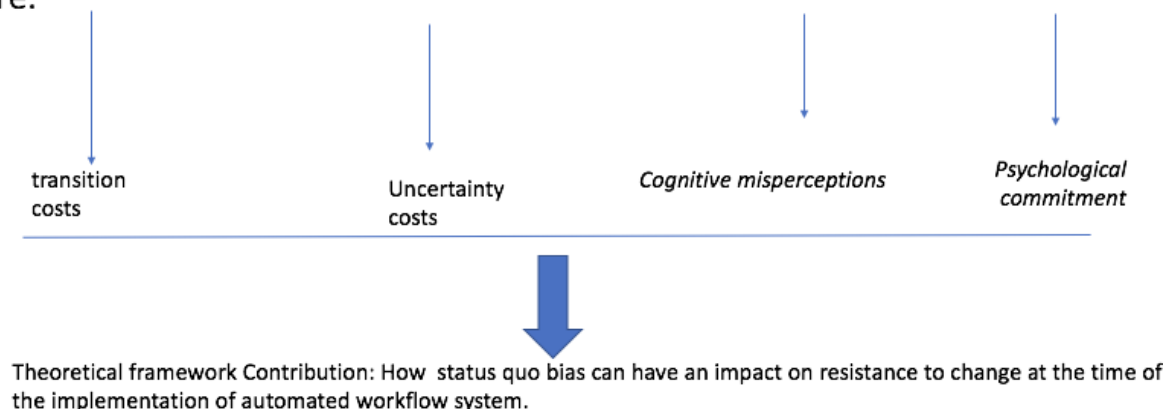 transition
costs
Uncertainty
costs
Cognitive misperceptions
Psychological
commitment
Theoretical framework Contribution: How status quo bias can have an impact on resistance to change at the time of
the implementation of automated workflow system.